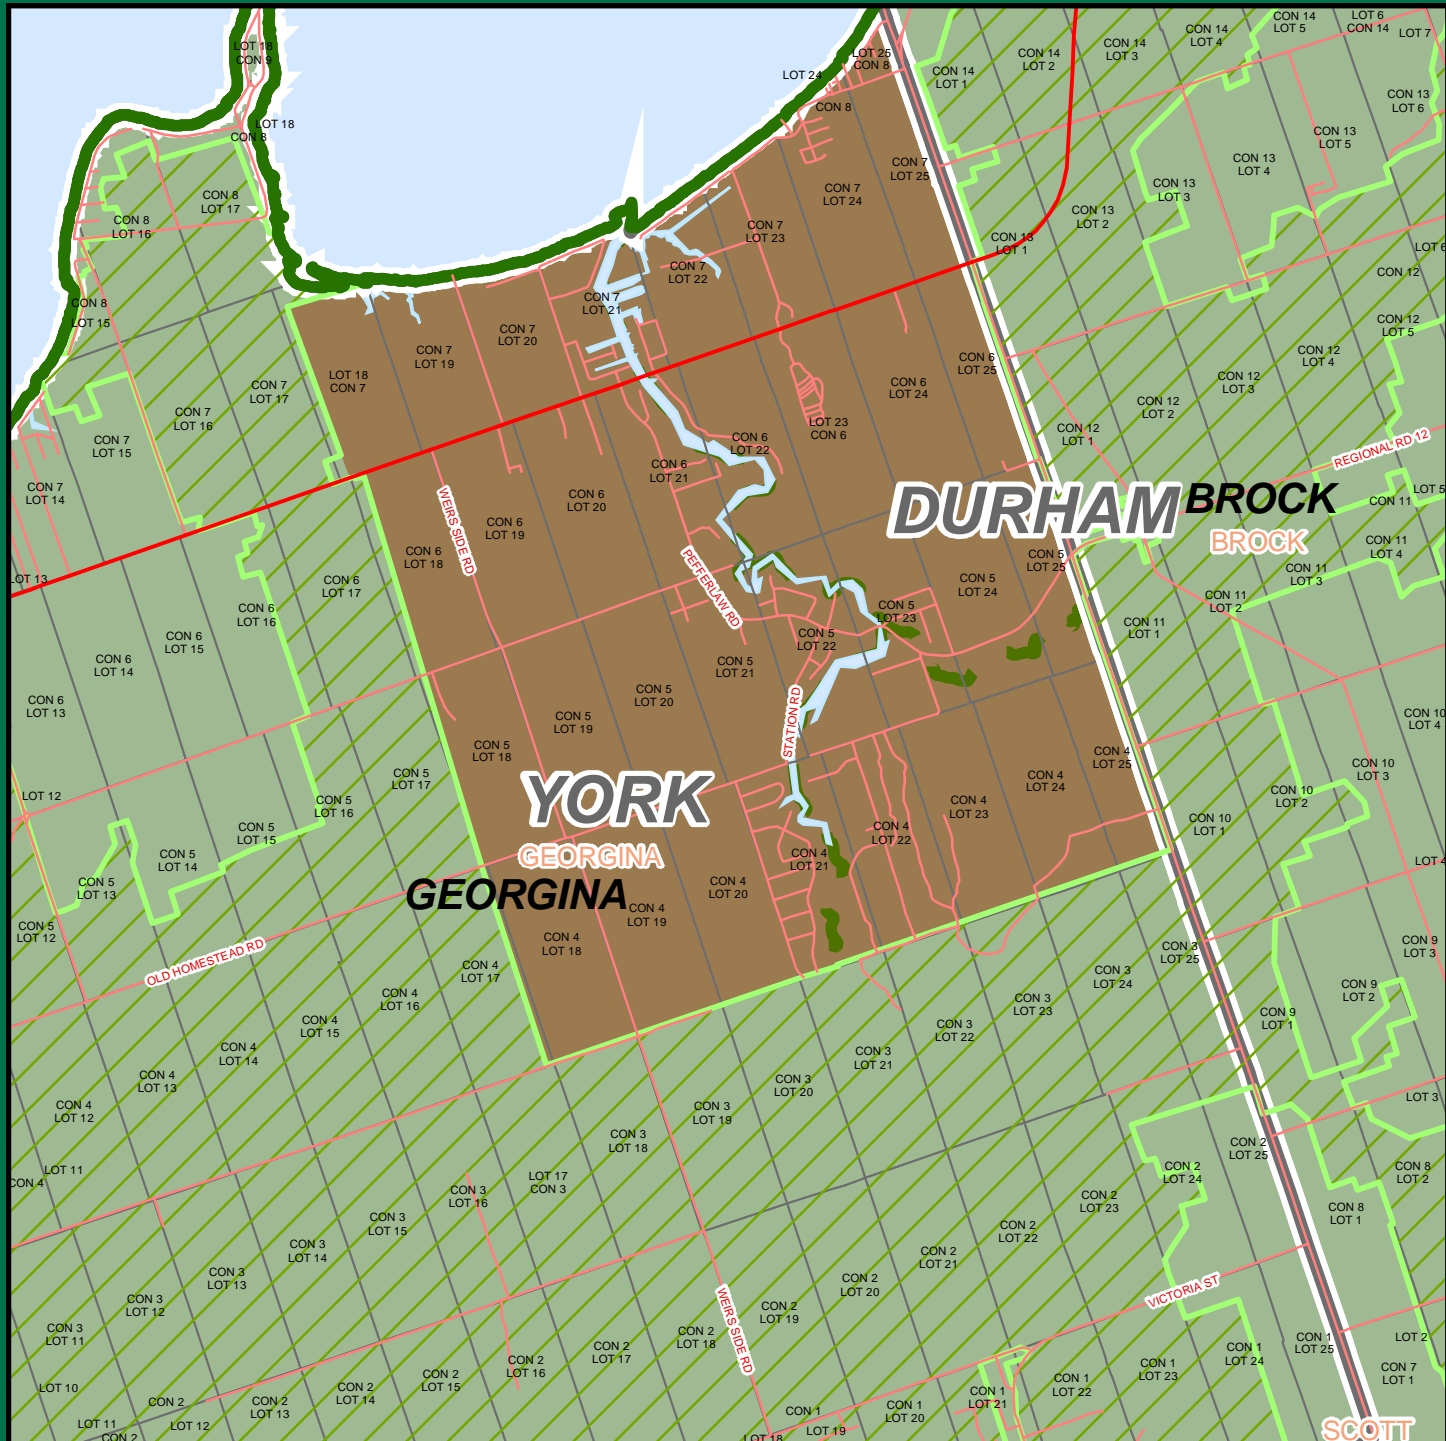 LOT 18
CON 9
LOT 18
CON 8
CON 8
LOT 17
CON 8
LOT 16
CON 8
LOT 15
LOT 25
CON 8
LOT 24
CON 8
CON 14
LOT 1
CON 14
LOT 2
CON 14
LOT 3
CON 14
LOT 4
CON 14
LOT 5
LOT 6
CON 14
LOT 7
CON 13
LOT 6
CON 13
LOT 5
CON 13
LOT 4
CON 13
LOT 3
CON 13
LOT 2
CON 13
LOT 1
LOT 6
CON 7
LOT 25
CON 7
LOT 24
CON 7
LOT 23
CON 7
LOT 22
CON 7
LOT 21
CON 7
LOT 20
CON 7
LOT 19
LOT 18
CON 7
CON 7
LOT 17
CON 7
LOT 16
CON 7
LOT 15
CON 7
LOT 14
LOT 13
CON 12
CON 12
LOT 5
CON 12
LOT 4
CON 12
LOT 3
CON 12
LOT 2
CON 12
LOT 1
REGIONAL RD 12
CON 6
LOT 25
CON 6
LOT 24
LOT 23
CON 6
CON 6
LOT 22
CON 6
LOT 21
CON 6
LOT 20
CON 6
LOT 19
CON 6
LOT 18
WEIRS SIDE RD
CON 6
LOT 17
CON 6
LOT 16
CON 6
LOT 15
CON 6
LOT 14
CON 6
LOT 13
DURHAM
BROCK
BROCK
LOT 5
CON 11
CON 11
LOT 4
CON 11
LOT 3
CON 11
LOT 2
CON 11
LOT 1
PEFFERLAW RD
CON 5
LOT 25
CON 5
LOT 24
CON 5
LOT 23
CON 5
LOT 22
CON 5
LOT 21
CON 5
LOT 20
CON 5
LOT 19
CON 5
LOT 18
STATION RD
CON 5
LOT 17
CON 5
LOT 16
CON 5
LOT 15
CON 5
LOT 14
CON 5
LOT 13
CON 5
LOT 12
LOT 12
CON 10
LOT 4
CON 10
LOT 3
CON 10
LOT 2
CON 10
LOT 1
LOT 4
YORK
GEORGINA
GEORGINA
CON 4
LOT 25
CON 4
LOT 24
CON 4
LOT 23
CON 4
LOT 22
CON 4
LOT 21
CON 4
LOT 20
CON 4
LOT 19
CON 4
LOT 18
CON 4
LOT 17
CON 4
LOT 16
CON 4
LOT 15
CON 4
LOT 14
CON 4
LOT 13
CON 4
LOT 12
LOT 11
CON 4
OLD HOMESTEAD RD
CON 9
LOT 3
CON 9
LOT 2
CON 9
LOT 1
LOT 3
CON 3
LOT 25
CON 3
LOT 24
CON 3
LOT 23
CON 3
LOT 22
CON 3
LOT 21
CON 3
LOT 20
CON 3
LOT 19
CON 3
LOT 18
LOT 17
CON 3
CON 3
LOT 16
CON 3
LOT 15
CON 3
LOT 14
CON 3
LOT 13
CON 3
LOT 12
CON 3
LOT 11
LOT 10
CON 8
LOT 2
CON 8
LOT 1
CON 2
LOT 25
CON 2
LOT 24
CON 2
LOT 23
CON 2
LOT 22
CON 2
LOT 21
CON 2
LOT 20
CON 2
LOT 19
CON 2
LOT 18
CON 2
LOT 17
CON 2
LOT 16
CON 2
LOT 15
CON 2
LOT 14
CON 2
LOT 13
CON 2
LOT 12
LOT 11
CON 2
WEIRS SIDE RD
VICTORIA ST
LOT 2
CON 7
LOT 1
CON 1
LOT 25
CON 1
LOT 24
CON 1
LOT 23
CON 1
LOT 22
CON 1
LOT 21
CON 1
LOT 20
CON 1
LOT 19
LOT 18
SCOTT